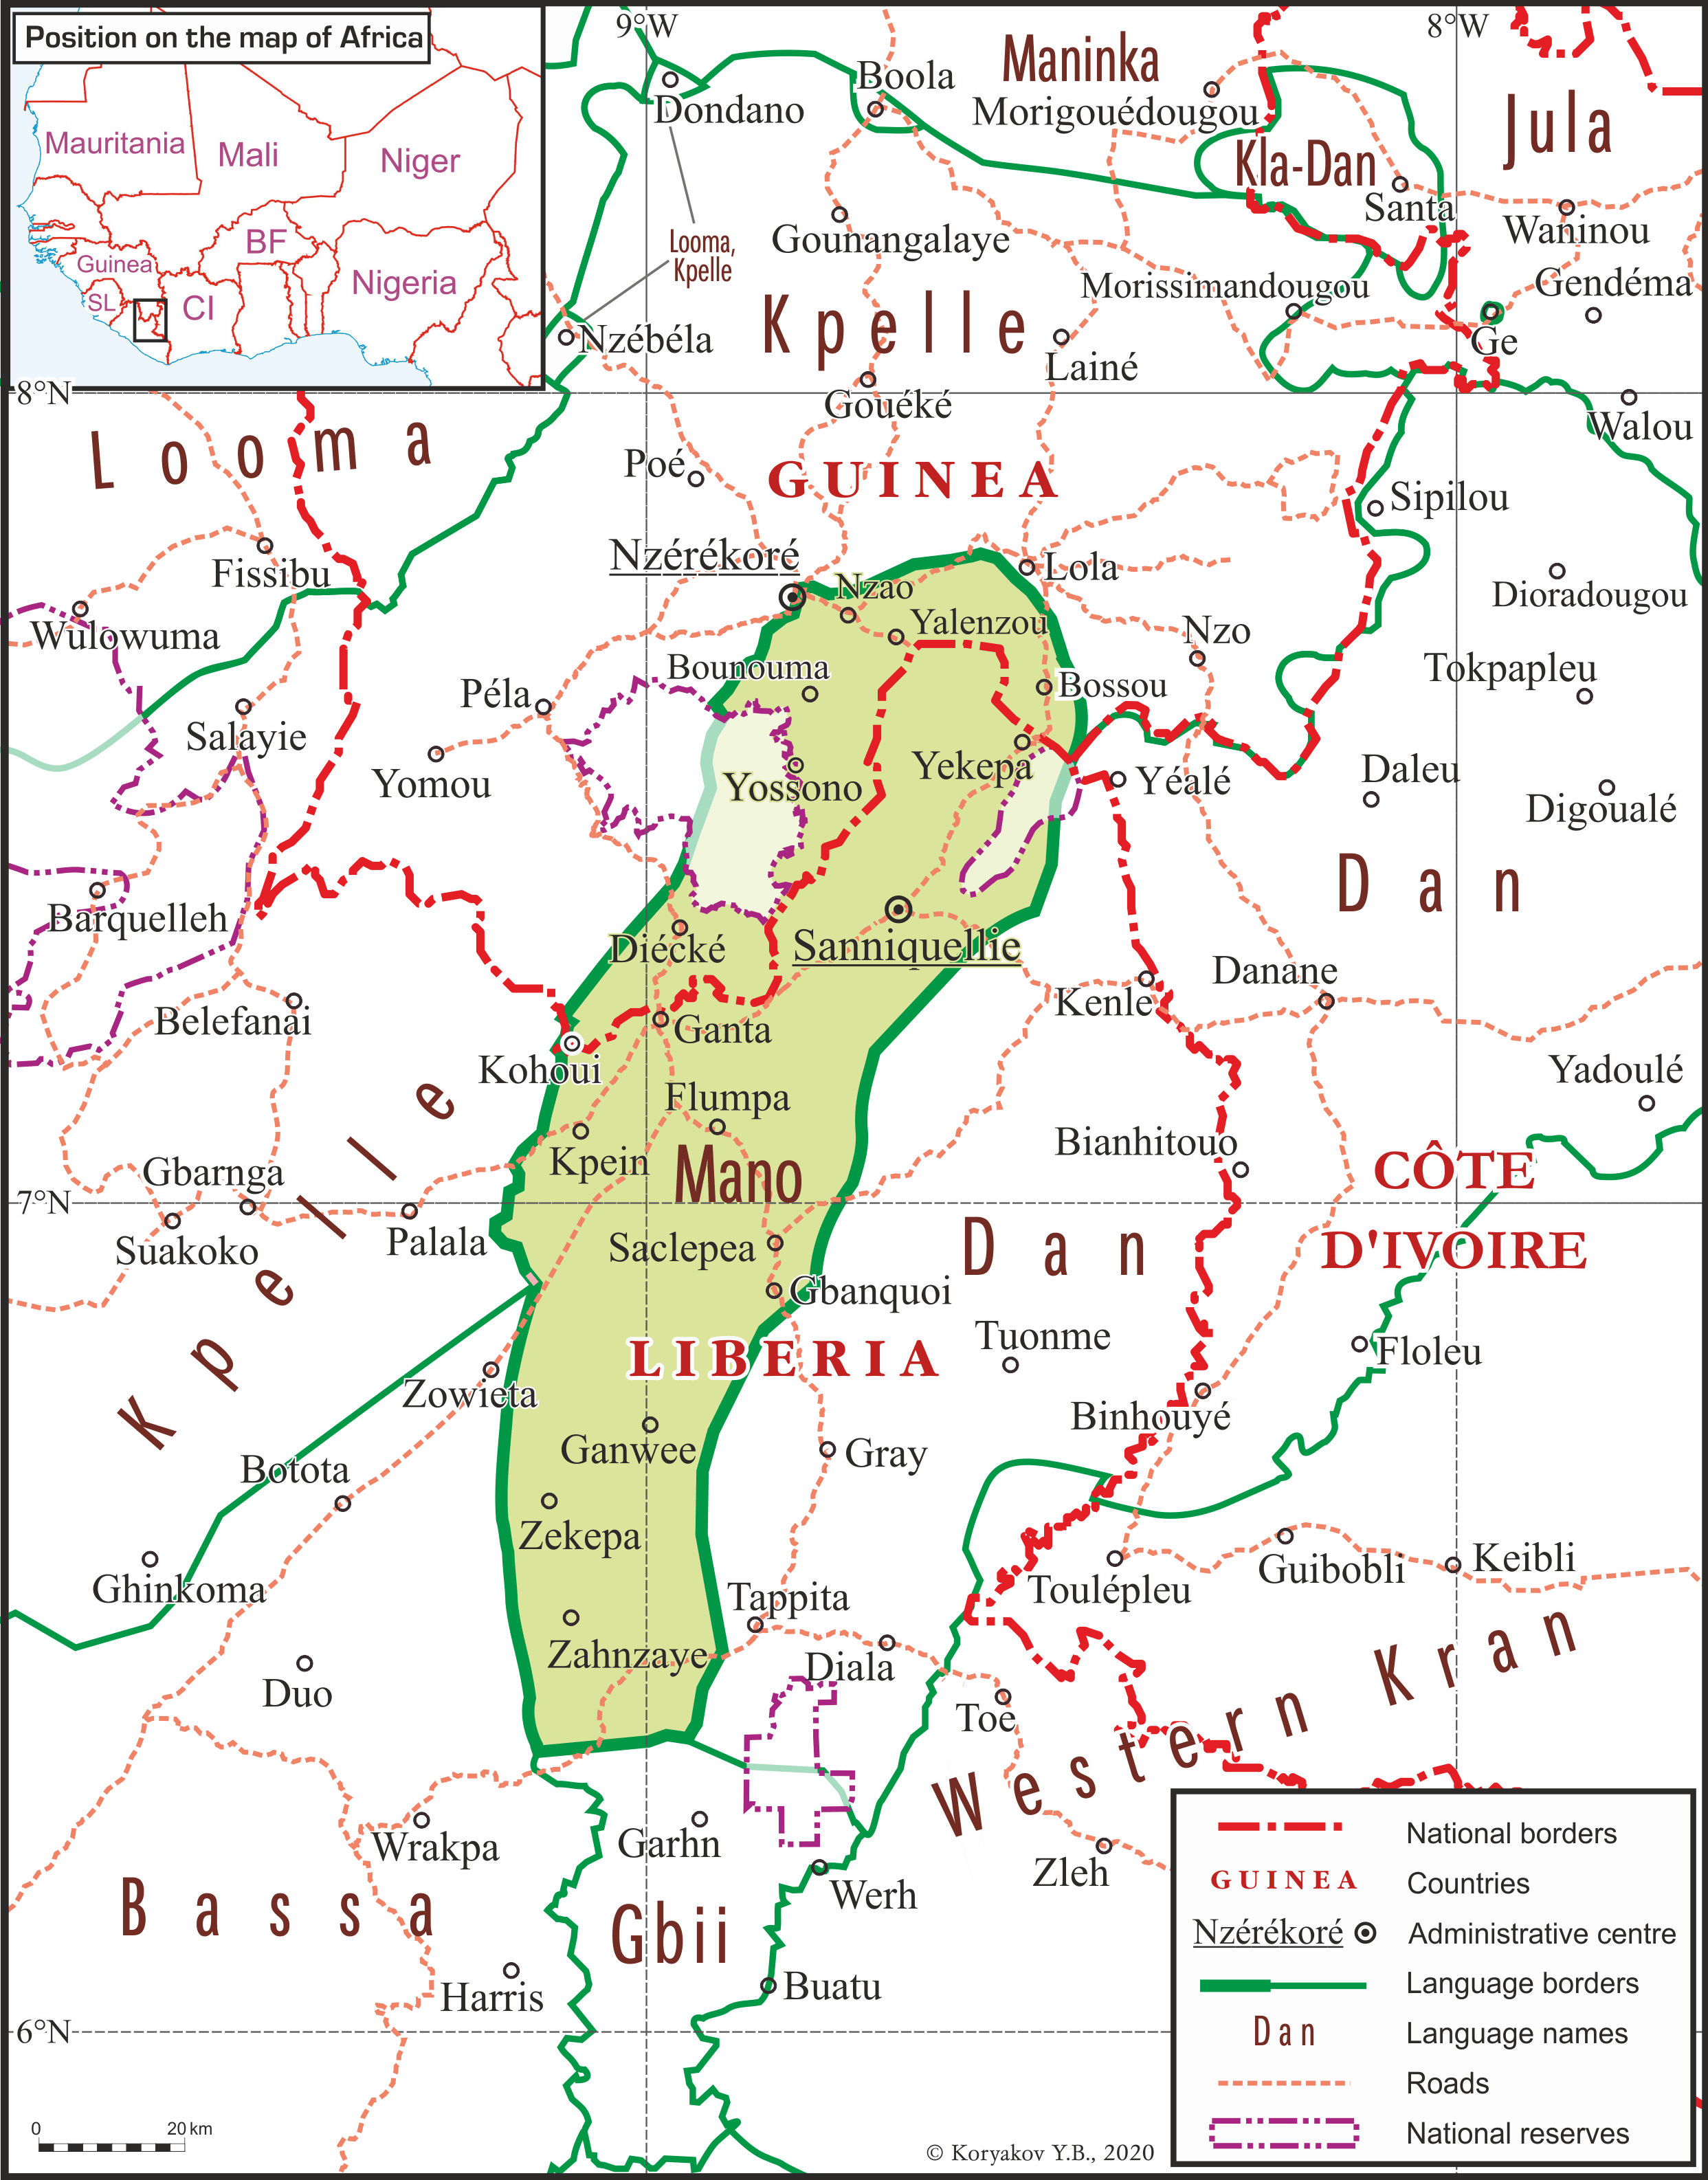 Position on the map of Africa
Mauritania
Mali
Niger
BF
Guinea
Nigeria
SL
CI
9°W
8°W
Maninka
Boola
Dondano
Morigouédougou
Jula
Kla-Dan
Santa
Waninou
Gounangalaye
Looma,
Kpelle
Morissimandougou
Gendéma
Kpelle
Nzébéla
Lainé
Ge
8°N
Gouéké
Walou
Looma
Poé
GUINEA
Sipilou
Nzérékoré
Fissibu
Lola
Nzao
Dioradougou
Wulowuma
Yalenzou
Nzo
Bounouma
Tokpapleu
Péla
Bossou
Salayie
Yekepa
Daleu
Yomou
Yossono
Yéalé
Digoualé
Dan
Barquelleh
Diécké
Sanniquellie
Danane
Kenle
Belefanai
Ganta
Kohoui
Yadoulé
Flumpa
Bianhitouo
Kpein
Mano
CÔTE
Gbarnga
7°N
Suakoko
Palala
Saclepea
Dan
D'IVOIRE
Gbanquoi
Kpelle
Tuonme
LIBERIA
Floleu
Zowieta
Binhouyé
Ganwee
Gray
Botota
Zekepa
Ghinkoma
Toulépleu
Guibobli
Keibli
Tappita
Zahnzaye
Diala
Duo
Toe
Western Kran
Wrakpa
Garhn
Zleh
Werh
Bassa
Gbii
Harris
Buatu
6°N
National borders
GUINEA
Countries
Nzérékoré
Administrative centre
Language borders
Dan
Language names
Roads
National reserves
0 20 km
© Koryakov Y.B., 2020